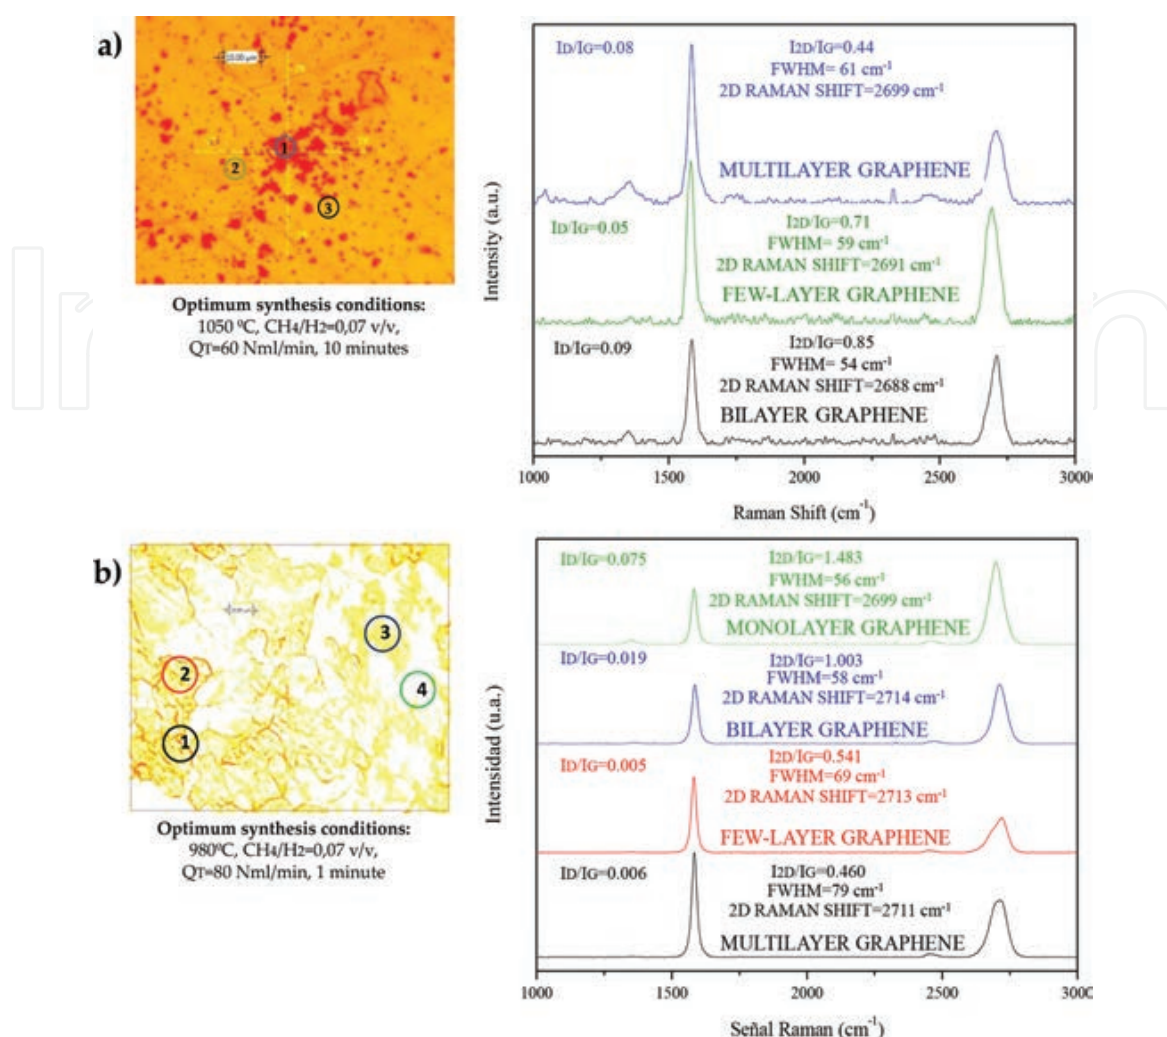 a)
10.00 µm
1
2
3
Optimum synthesis conditions:
1050 ºC, CH4/H2=0,07 v/v,
QT=60 Nml/min, 10 minutes
Intensity (a.u.)
ID/IG=0.08
I2D/IG=0.44
FWHM= 61 cm-1
2D RAMAN SHIFT=2699 cm-1
MULTILAYER GRAPHENE
ID/IG=0.05
I2D/IG=0.71
FWHM= 59 cm-1
2D RAMAN SHIFT=2691 cm-1
FEW-LAYER GRAPHENE
ID/IG=0.09
I2D/IG=0.85
FWHM= 54 cm-1
2D RAMAN SHIFT=2688 cm-1
BILAYER GRAPHENE
1000 1500 2000 2500 3000
Raman Shift (cm-1)
b)
3
2
4
1
Optimum synthesis conditions:
980ºC, CH4/H2=0,07 v/v,
QT=80 Nml/min, 1 minute
Intensidad (u.a.)
ID/IG=0.075
I2D/IG=1.483
FWHM=56 cm-1
2D RAMAN SHIFT=2699 cm-1
MONOLAYER GRAPHENE
ID/IG=0.019
I2D/IG=1.003
FWHM=58 cm-1
2D RAMAN SHIFT=2714 cm-1
BILAYER GRAPHENE
ID/IG=0.005
I2D/IG=0.541
FWHM=69 cm-1
2D RAMAN SHIFT=2713 cm-1
FEW-LAYER GRAPHENE
ID/IG=0.006
I2D/IG=0.460
FWHM=79 cm-1
2D RAMAN SHIFT=2711 cm-1
MULTILAYER GRAPHENE
1000 1500 2000 2500 3000
Señal Raman (cm-1)